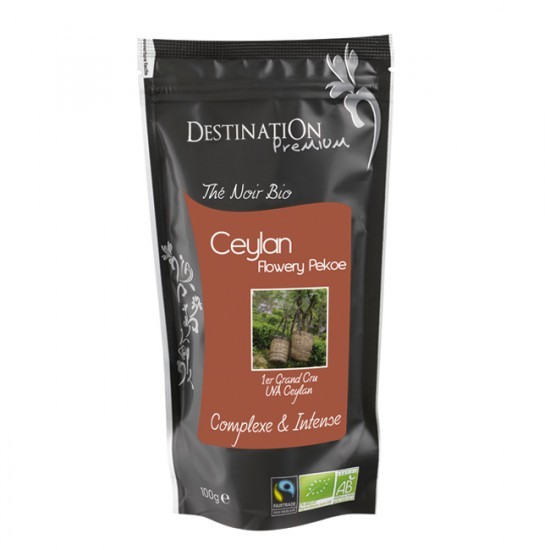 DESTINATION
Premium
Thé Noir Bio
Ceylan
Flowery Pekoe
1er Grand Cru
UVA Ceylan
Complexe & Intense
100g e
FAIRTRADE
AB